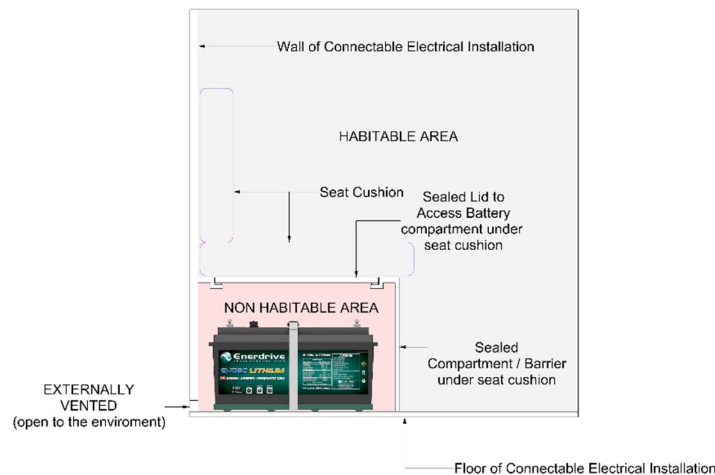 Wall of Connectable Electrical Installation
HABITABLE AREA
Seat Cushion
Sealed Lid to
Access Battery
compartment under
seat cushion
NON HABITABLE AREA
Enerdrive
LITHIUM
Sealed
Compartment / Barrier
under seat cushion
EXTERNALLY
VENTED
(open to the enviroment)
Floor of Connectable Electrical Installation